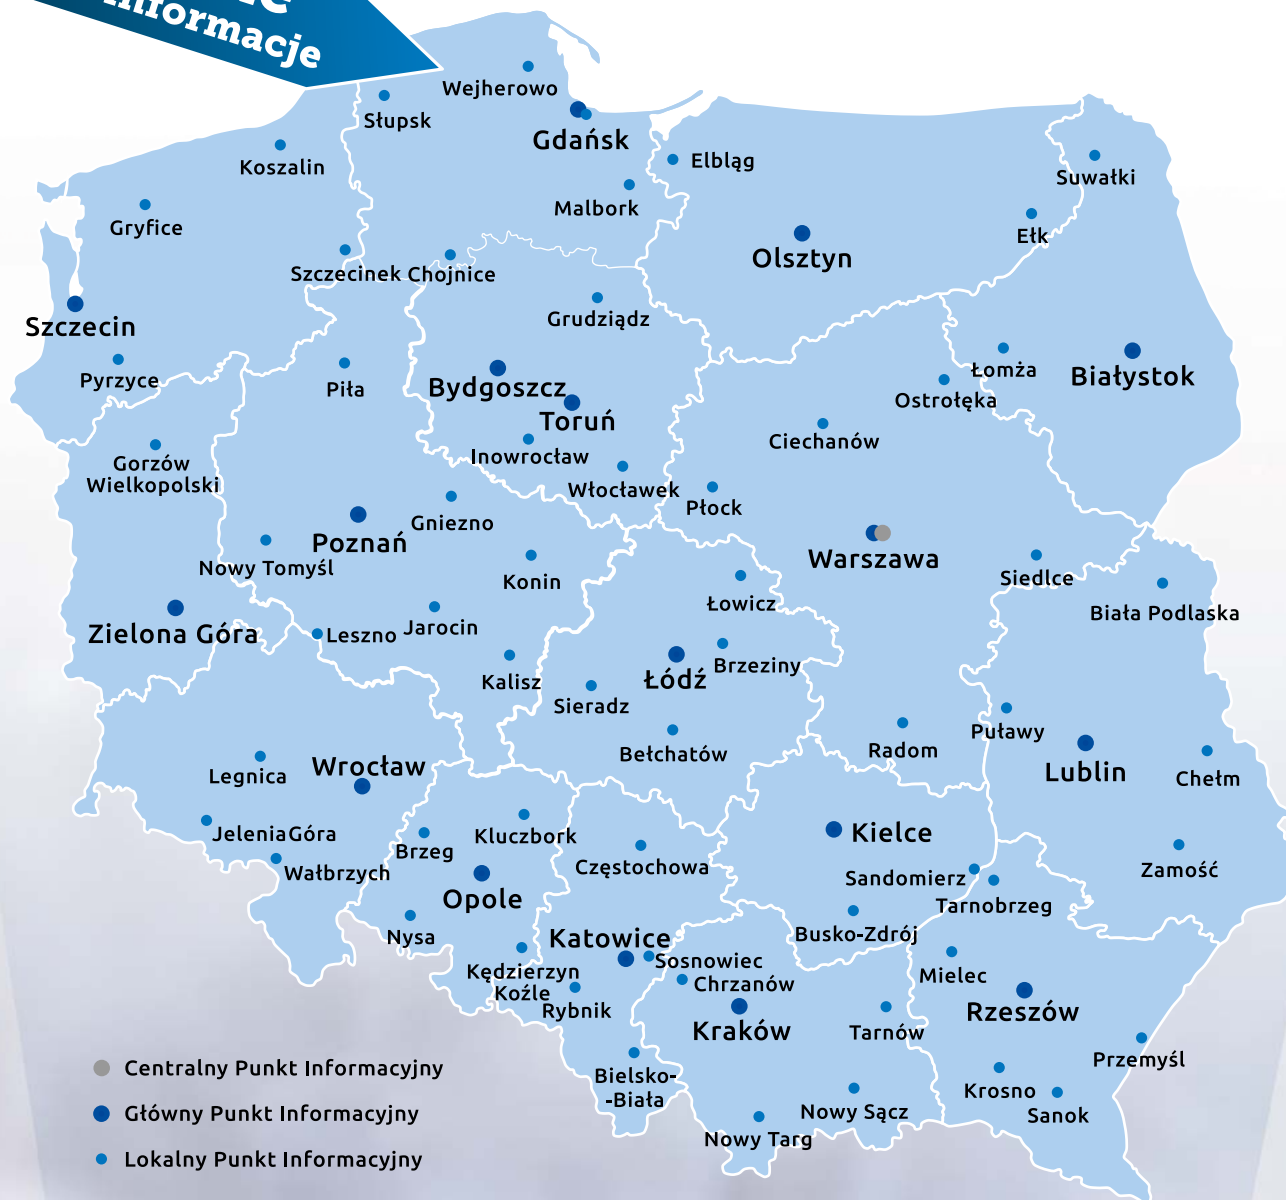 informacje
Wejherowo
Słupsk
Gdańsk
Koszalin
Elbląg
Suwałki
Malbork
Gryfice
Ełk
Olsztyn
Szczecinek
Chojnice
Szczecin
Grudziądz
Pyrzyce
Piła
Bydgoszcz
Łomża
Białystok
Ostrołęka
Toruń
Ciechanów
Inowrocław
Gorzów
Wielkopolski
Włocławek
Płock
Gniezno
Poznań
Warszawa
Nowy Tomyśl
Konin
Siedlce
Łowicz
Biała Podlaska
Zielona Góra
Leszno
Jarocin
Brzeziny
Łódź
Kalisz
Sieradz
Puławy
Radom
Bełchatów
Wrocław
Legnica
Lublin
Chełm
JeleniaGóra
Kluczbork
Kielce
Brzeg
Wałbrzych
Częstochowa
Zamość
Sandomierz
Opole
Tarnobrzeg
Nysa
Katowice
Busko-Zdrój
Sosnowiec
Kędzierzyn
Koźle
Chrzanów
Mielec
Rybnik
Rzeszów
Kraków
Tarnów
Przemyśl
Bielsko-
-Biała
Krosno
Sanok
Nowy Sącz
Nowy Targ
Centralny Punkt Informacyjny
Główny Punkt Informacyjny
Lokalny Punkt Informacyjny